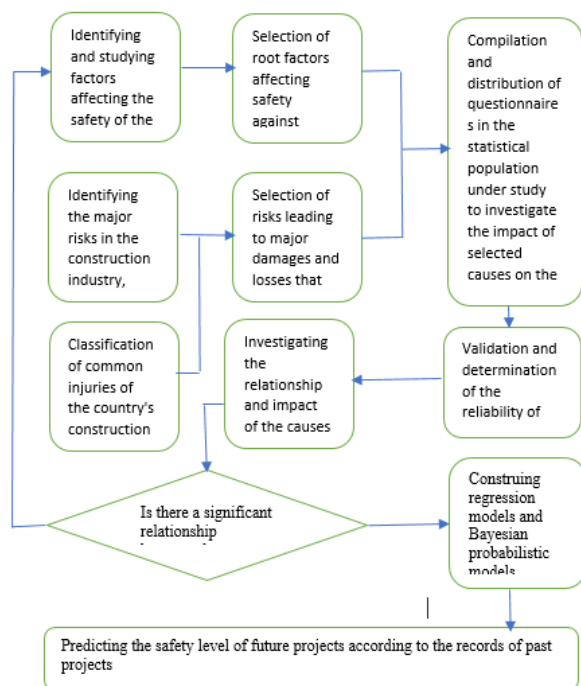 Identifying
and studying
factors
affecting the
safety of the
Selection of
root factors
affecting
safety
against
Compilation
and
distribution of
questionnaire
s in the
statistical
population
under study
to investigate
the impact of
selected
causes on the
Identifying
the major
risks in the
construction
industry,
Selection of
risks leading
to major
damages and
losses that
Classification
of common
injuries of
the country's
construction
Investigating
the
relationship
and impact
of the causes
Validation and
determination
of the
reliability of
Is there a significant
relationship
Construing
regression
models and
Bayesian
probabilistic
models
Predicting the safety level of future projects according to the records of past
projects